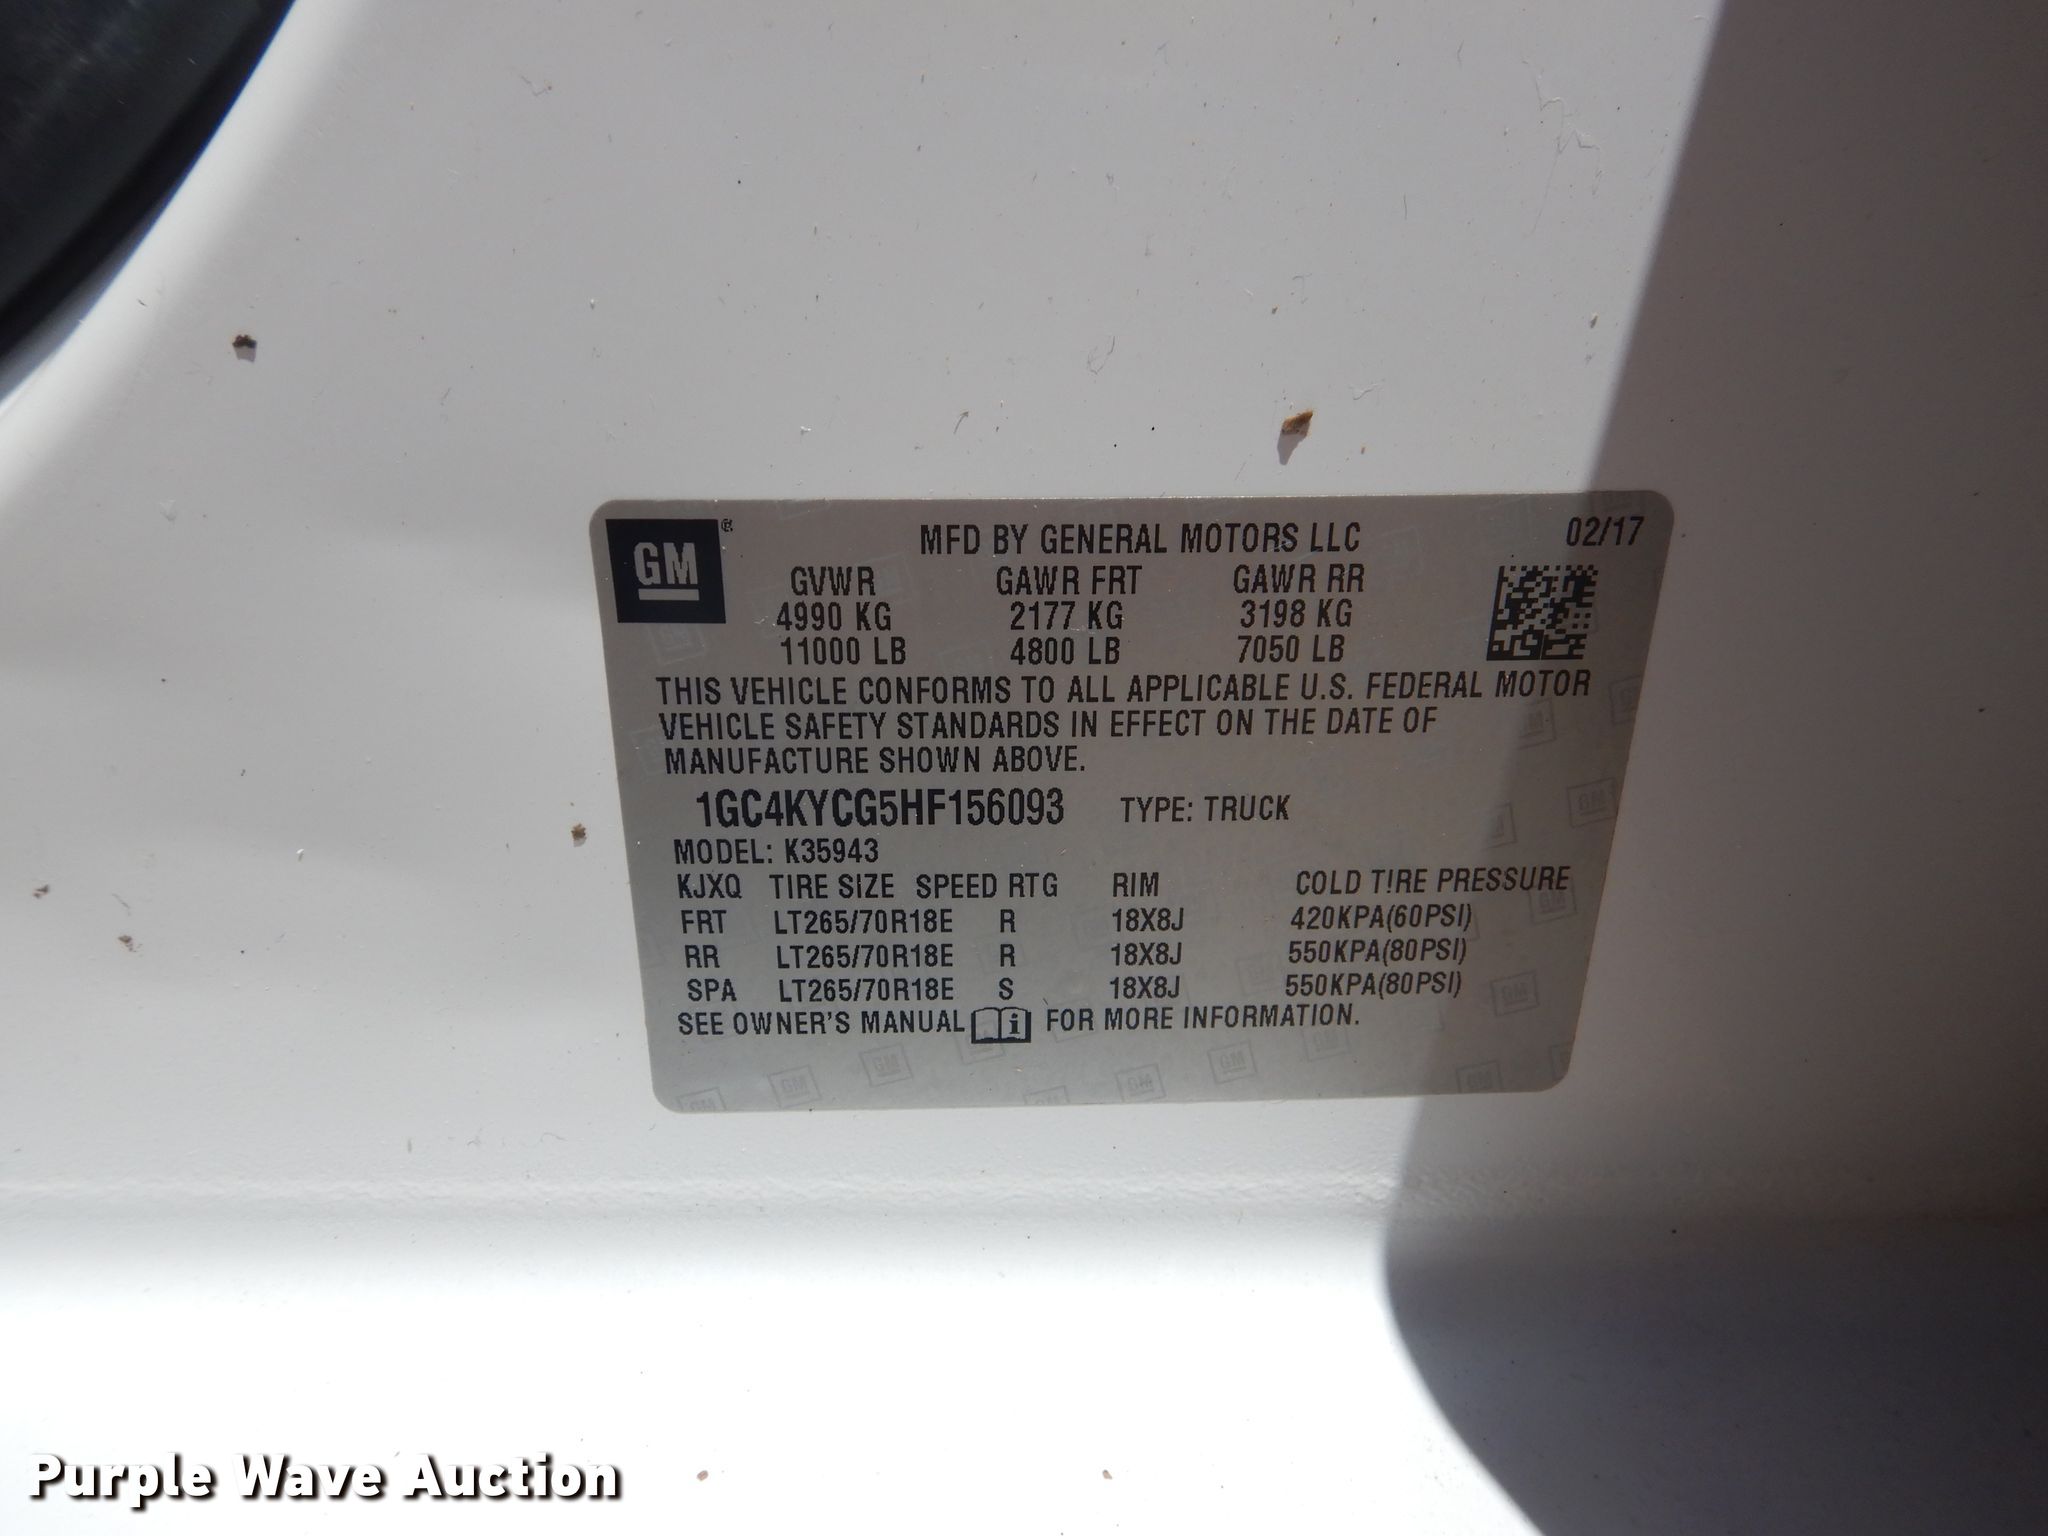 GM®
MFD BY GENERAL MOTORS LLC 02/17
GVWR GAWR FRT GAWR RR
4990 KG 2177 KG 3198 KG
11000 LB 4800 LB 7050 LB
THIS VEHICLE CONFORMS TO ALL APPLICABLE U.S. FEDERAL MOTOR
VEHICLE SAFETY STANDARDS IN EFFECT ON THE DATE OF
MANUFACTURE SHOWN ABOVE.
1GC4KYCG5HF156093 TYPE: TRUCK
MODEL: K35943
KJXQ TIRE SIZE SPEED RTG RIM COLD TIRE PRESSURE
FRT LT265/70R18E R 18X8J 420KPA(60PSI)
RR LT265/70R18E R 18X8J 550KPA(80PSI)
SPA LT265/70R18E S 18X8J 550KPA(80PSI)
SEE OWNER'S MANUAL i FOR MORE INFORMATION.
Purple Wave Auction